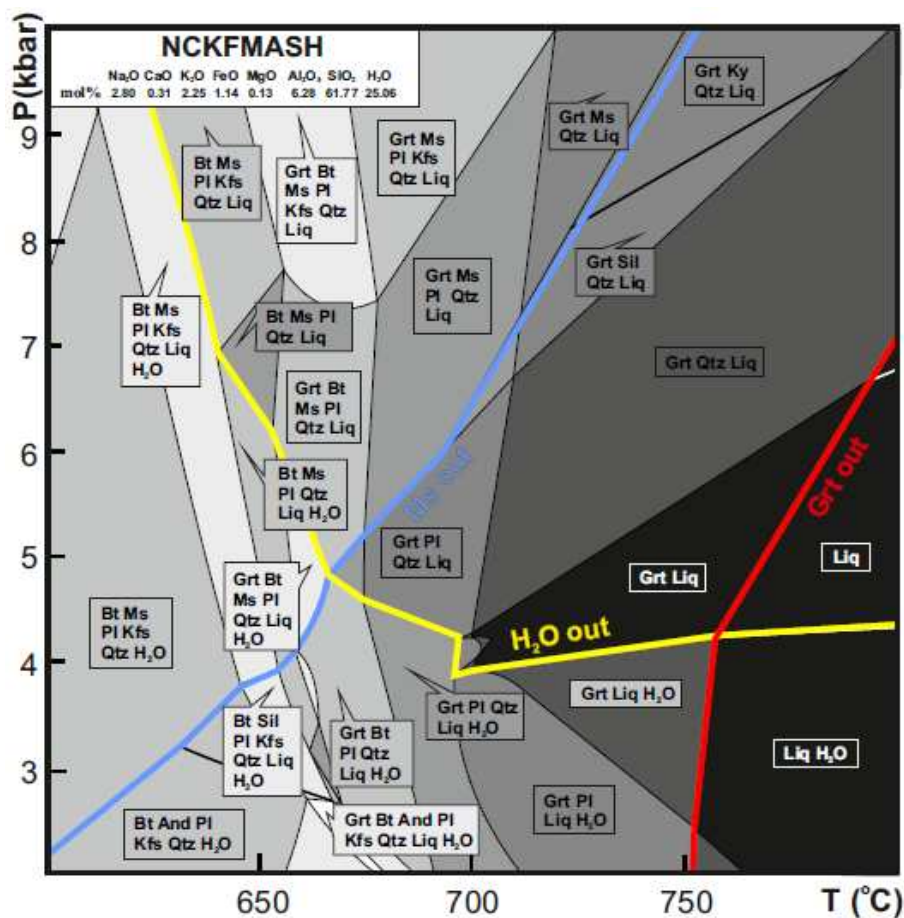 NCKFMASH
Na₂O CaO K₂O FeO MgO Al₂O₃ SiO₂ H₂O
mol% 2.80 0.31 2.25 1.14 0.13 6.28 61.77 25.06
P(kbar)
9
8
7
6
5
4
3
Grt Ky
Qtz Liq
Grt Ms
Qtz Liq
Grt Ms
Pl Kfs
Qtz Liq
Bt Ms
Pl Kfs
Qtz Liq
Grt Bt
Ms Pl
Kfs Qtz
Liq
Grt Sil
Qtz Liq
Grt Ms
Pl Qtz
Liq
Bt Ms
Pl Kfs
Qtz Liq
H₂O
Bt Ms Pl
Qtz Liq
Grt Qtz Liq
Grt Bt
Ms Pl
Qtz Liq
Ms out
Grt out
Bt Ms
Pl Qtz
Liq H₂O
Grt Pl
Qtz Liq
Liq
Grt Liq
Grt Bt
Ms Pl
Qtz Liq
H₂O
H₂O out
Bt Ms
Pl Kfs
Qtz H₂O
Grt Liq H₂O
Grt Pl Qtz
Liq H₂O
Bt Sil
Pl Kfs
Qtz Liq
H₂O
Grt Bt
Pl Qtz
Liq H₂O
Liq H₂O
Grt Pl
Liq H₂O
Bt And Pl
Kfs Qtz H₂O
Grt Bt And Pl
Kfs Qtz Liq H₂O
650
700
750
T (°C)